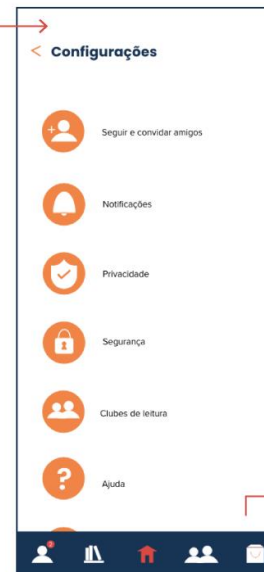 < Configurações
Seguir e convidar amigos
Notificações
Privacidade
Segurança
Clubes de leitura
Ajuda